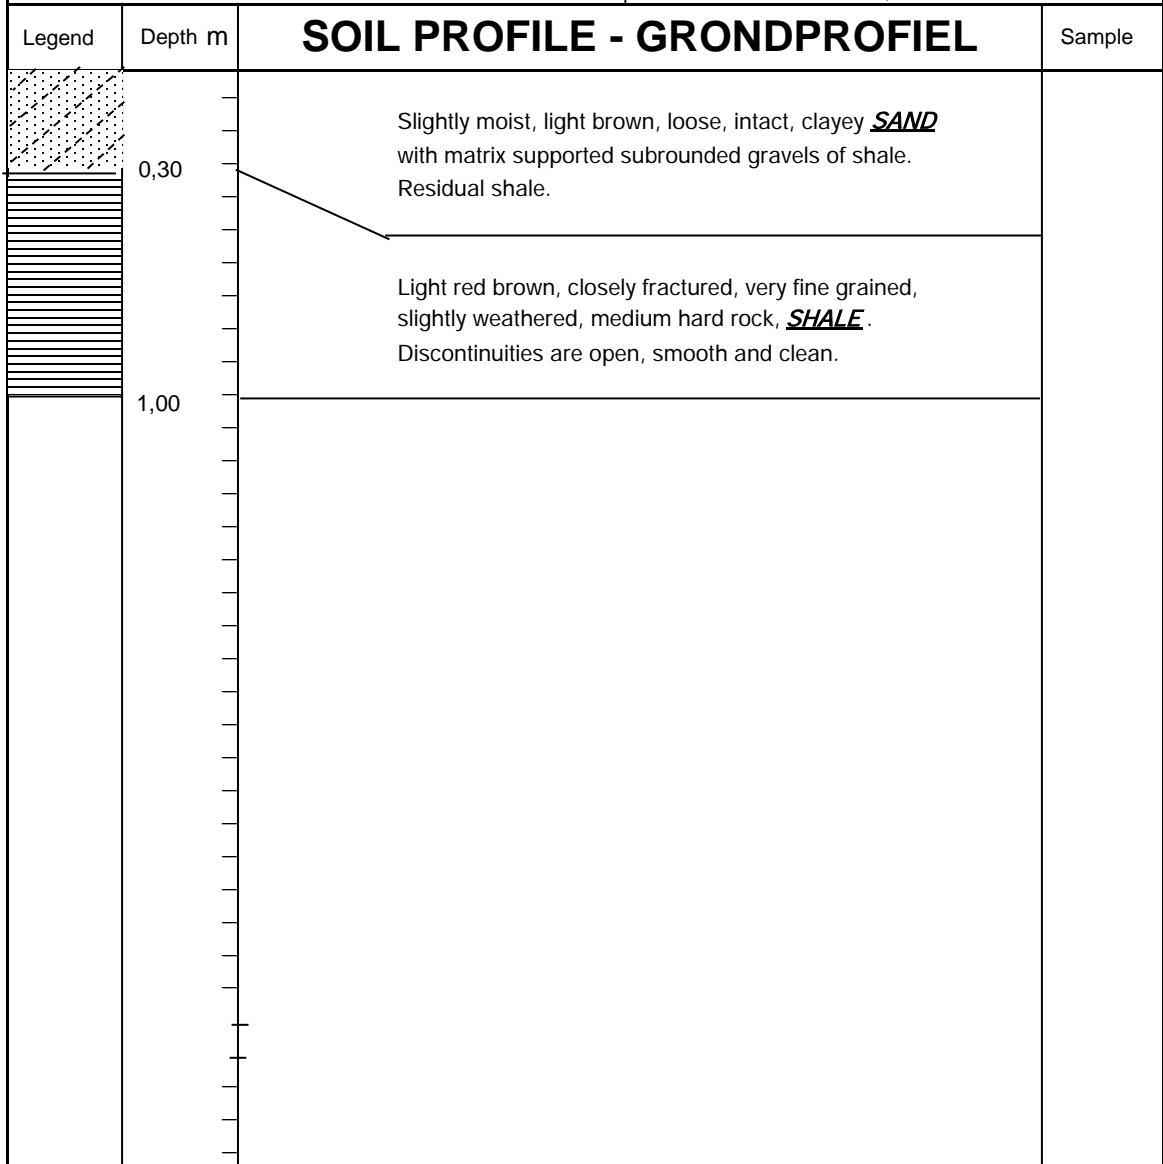 Legend
Depth m
SOIL PROFILE - GRONDPROFIEL
Sample
Slightly moist, light brown, loose, intact, clayey SAND
with matrix supported subrounded gravels of shale.
Residual shale.
0,30
Light red brown, closely fractured, very fine grained,
slightly weathered, medium hard rock, SHALE .
Discontinuities are open, smooth and clean.
1,00